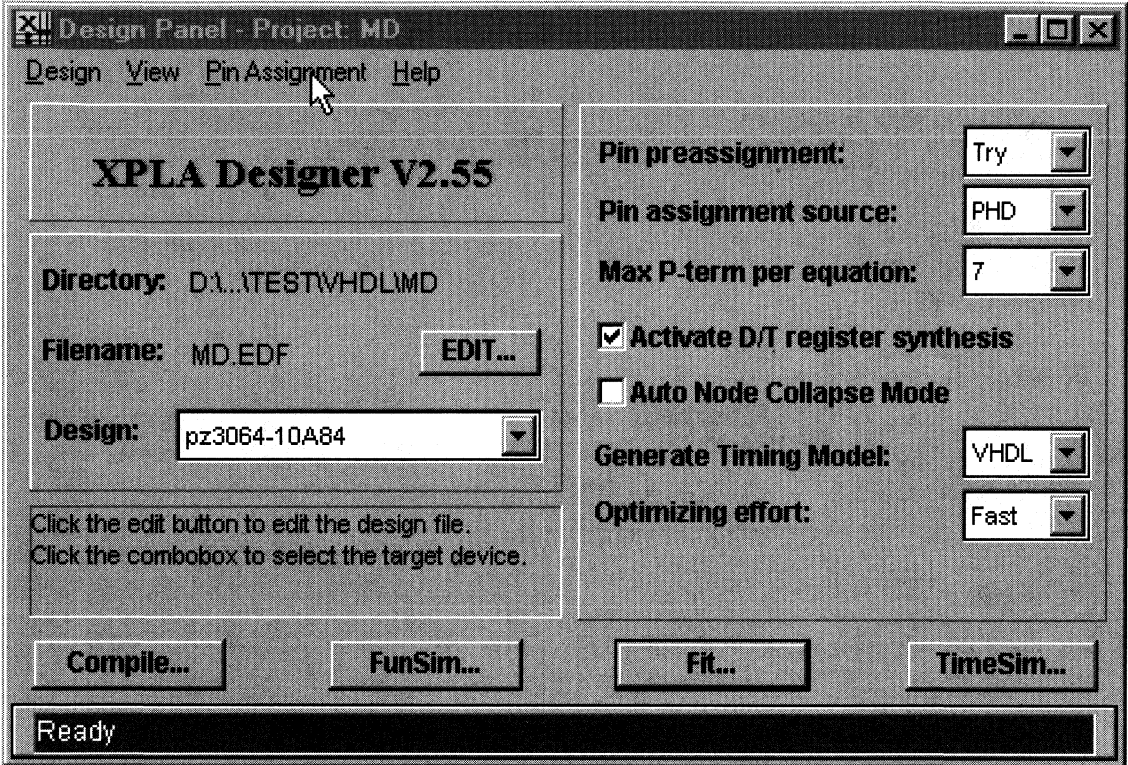 Design Panel - Project: MD
Design View Pin Assignment Help
XPLA Designer V2.55
Directory: D:\...\TEST\VHDL\MD
Filename: MD.EDF EDIT...
Design: pz3064-10A84
Click the edit button to edit the design file.
Click the combobox to select the target device.
Pin preassignment: Try
Pin assignment source: PHD
Max P-term per equation: 7
Activate D/T register synthesis
Auto Node Collapse Mode
Generate Timing Model: VHDL
Optimizing effort: Fast
Compile... FunSim... Fit... TimeSim...
Ready